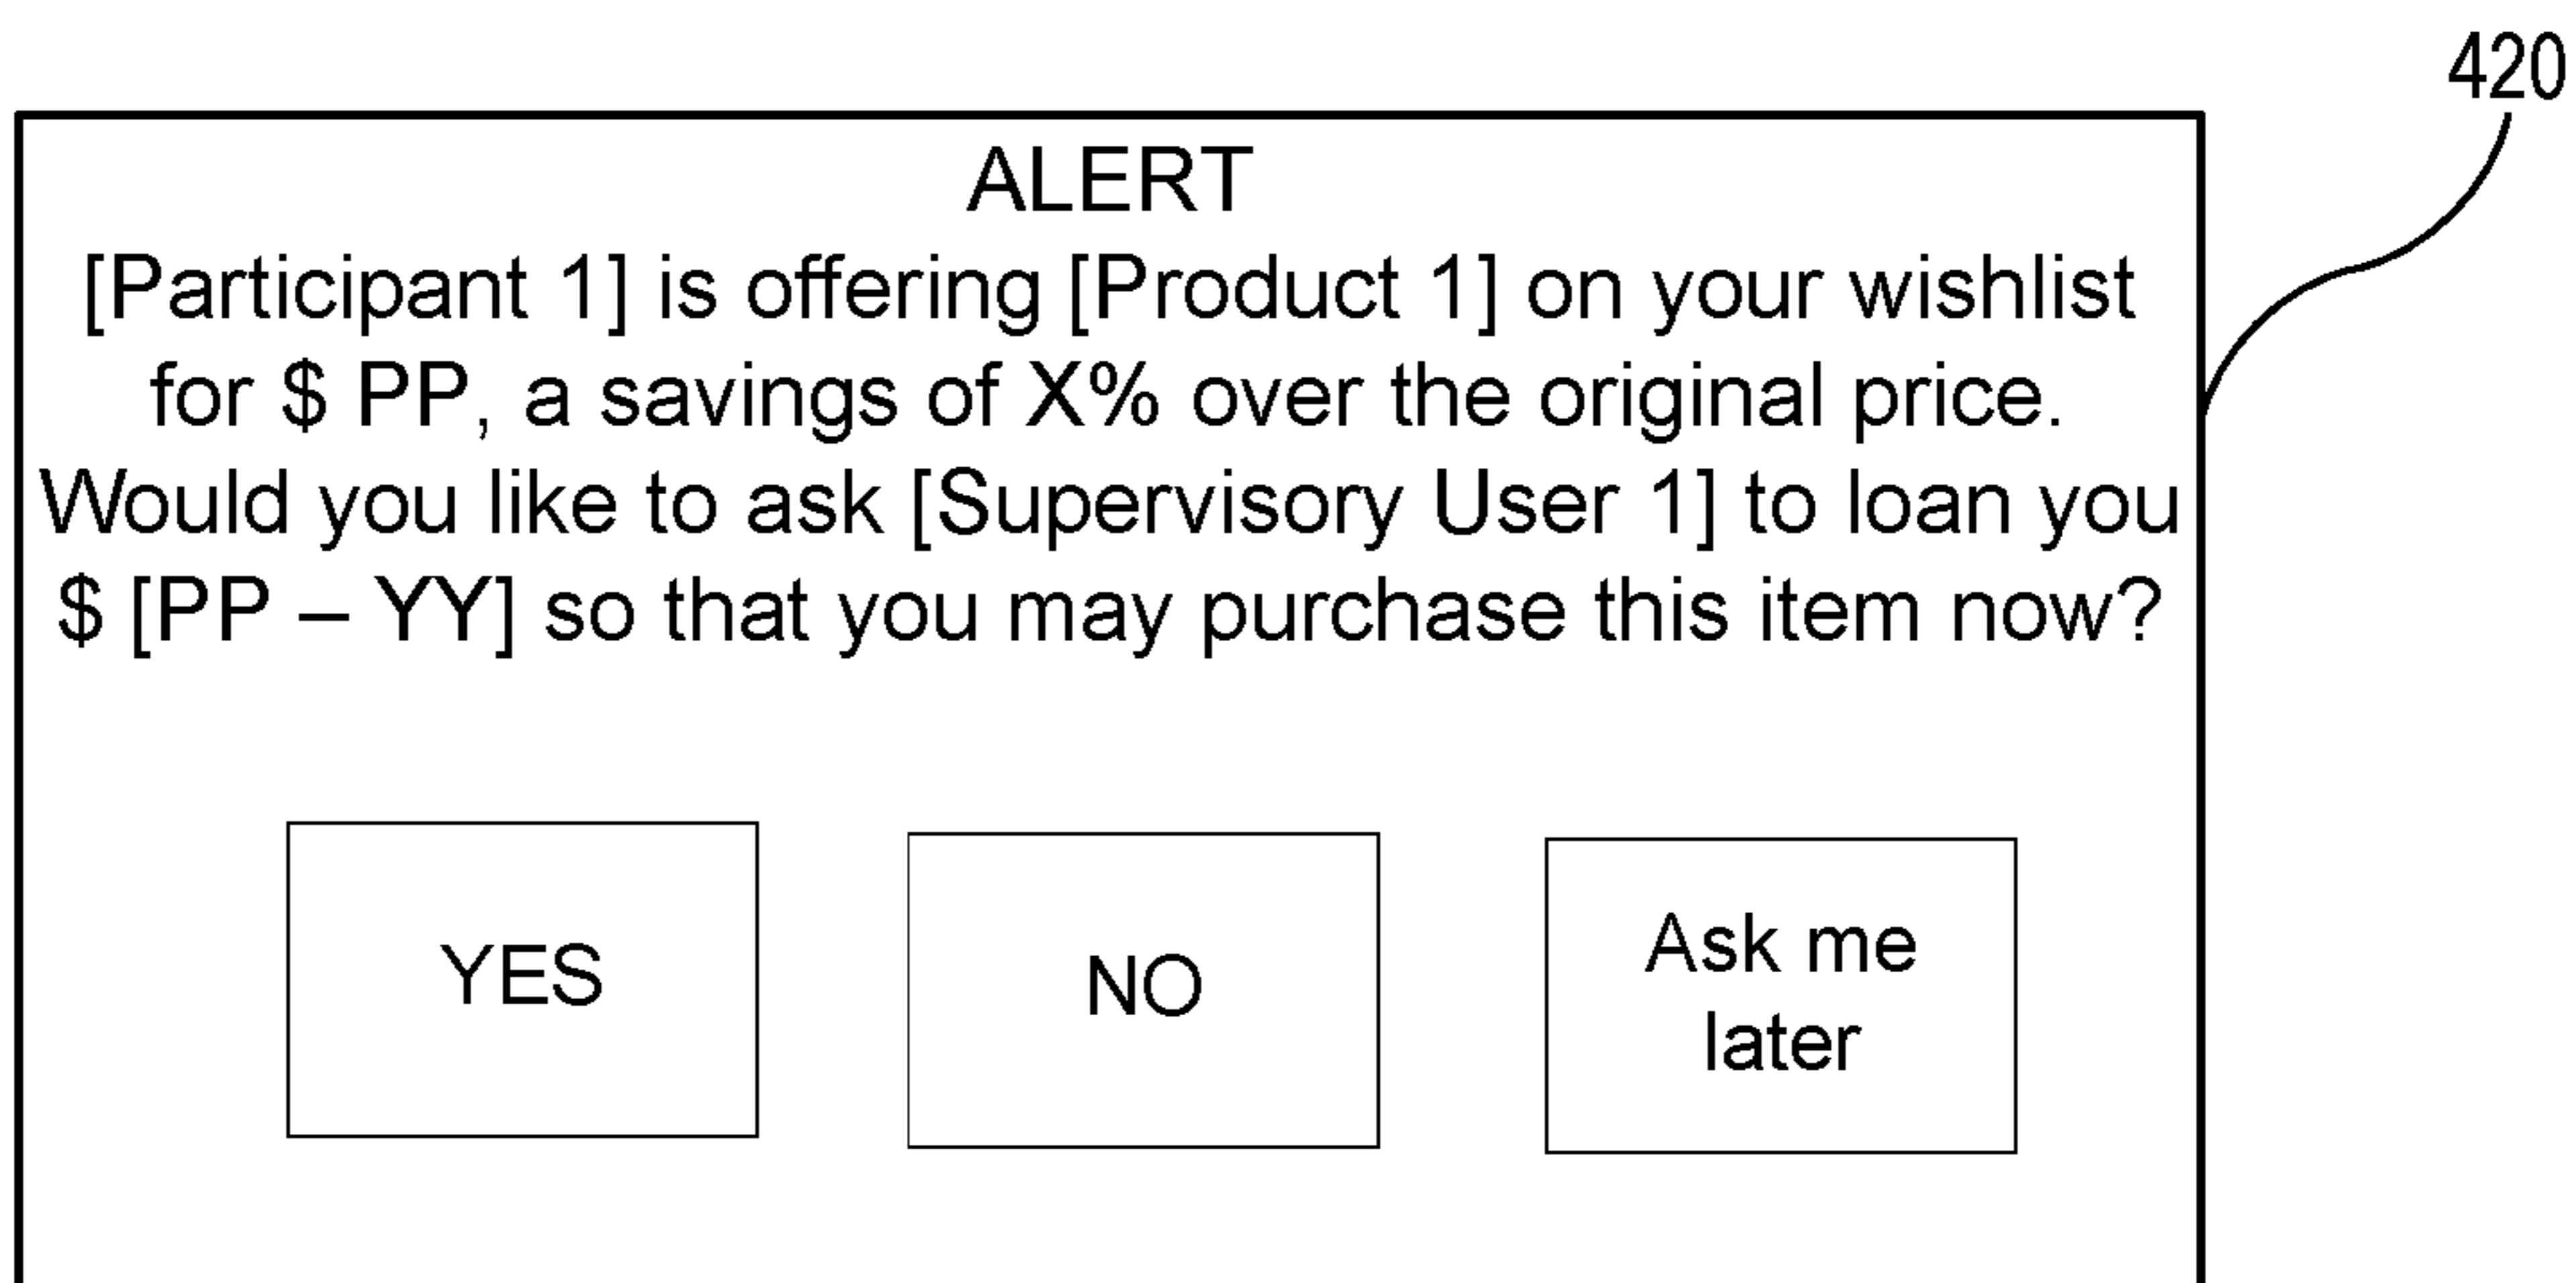 420
ALERT
[Participant 1] is offering [Product 1] on your wishlist
for $ PP, a savings of X% over the original price.
Would you like to ask [Supervisory User 1] to loan you
$ [PP – YY] so that you may purchase this item now?
YES
NO
Ask me
later